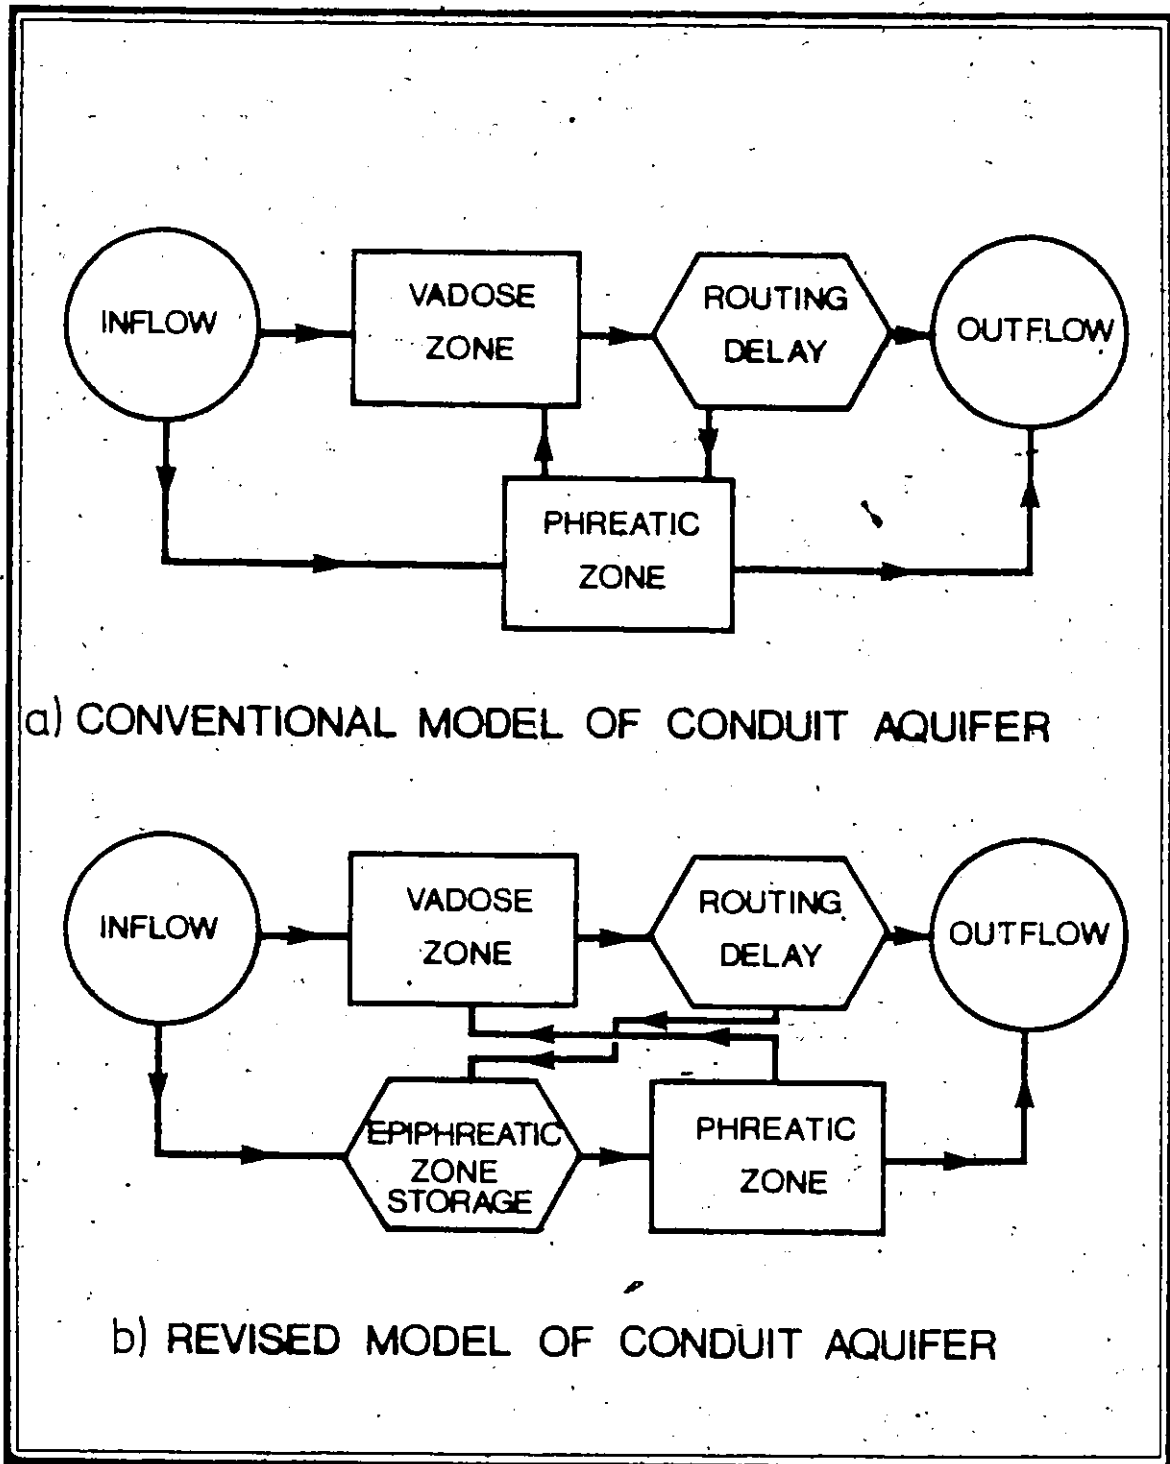 INFLOW
VADOSE
ZONE
ROUTING
DELAY
OUTFLOW
PHREATIC
ZONE
a) CONVENTIONAL MODEL OF CONDUIT AQUIFER
INFLOW
VADOSE
ZONE
ROUTING
DELAY
OUTFLOW
EPIPHREATIC
ZONE
STORAGE
PHREATIC
ZONE
b) REVISED MODEL OF CONDUIT AQUIFER